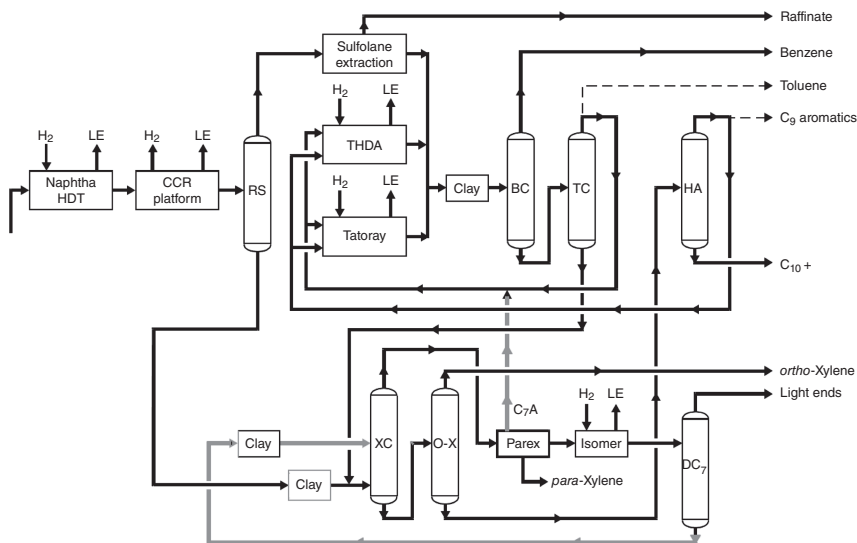 Raffinate
Sulfolane
extraction
Benzene
H₂
LE
Toluene
THDA
C₉ aromatics
H₂
LE
H₂
LE
Naphtha
HDT
CCR
platform
RS
H₂
LE
Clay
BC
TC
HA
Tatoray
C₁₀ +
ortho-Xylene
H₂
LE
Light ends
C₇A
Clay
XC
O-X
Parex
Isomer
DC₇
Clay
para-Xylene